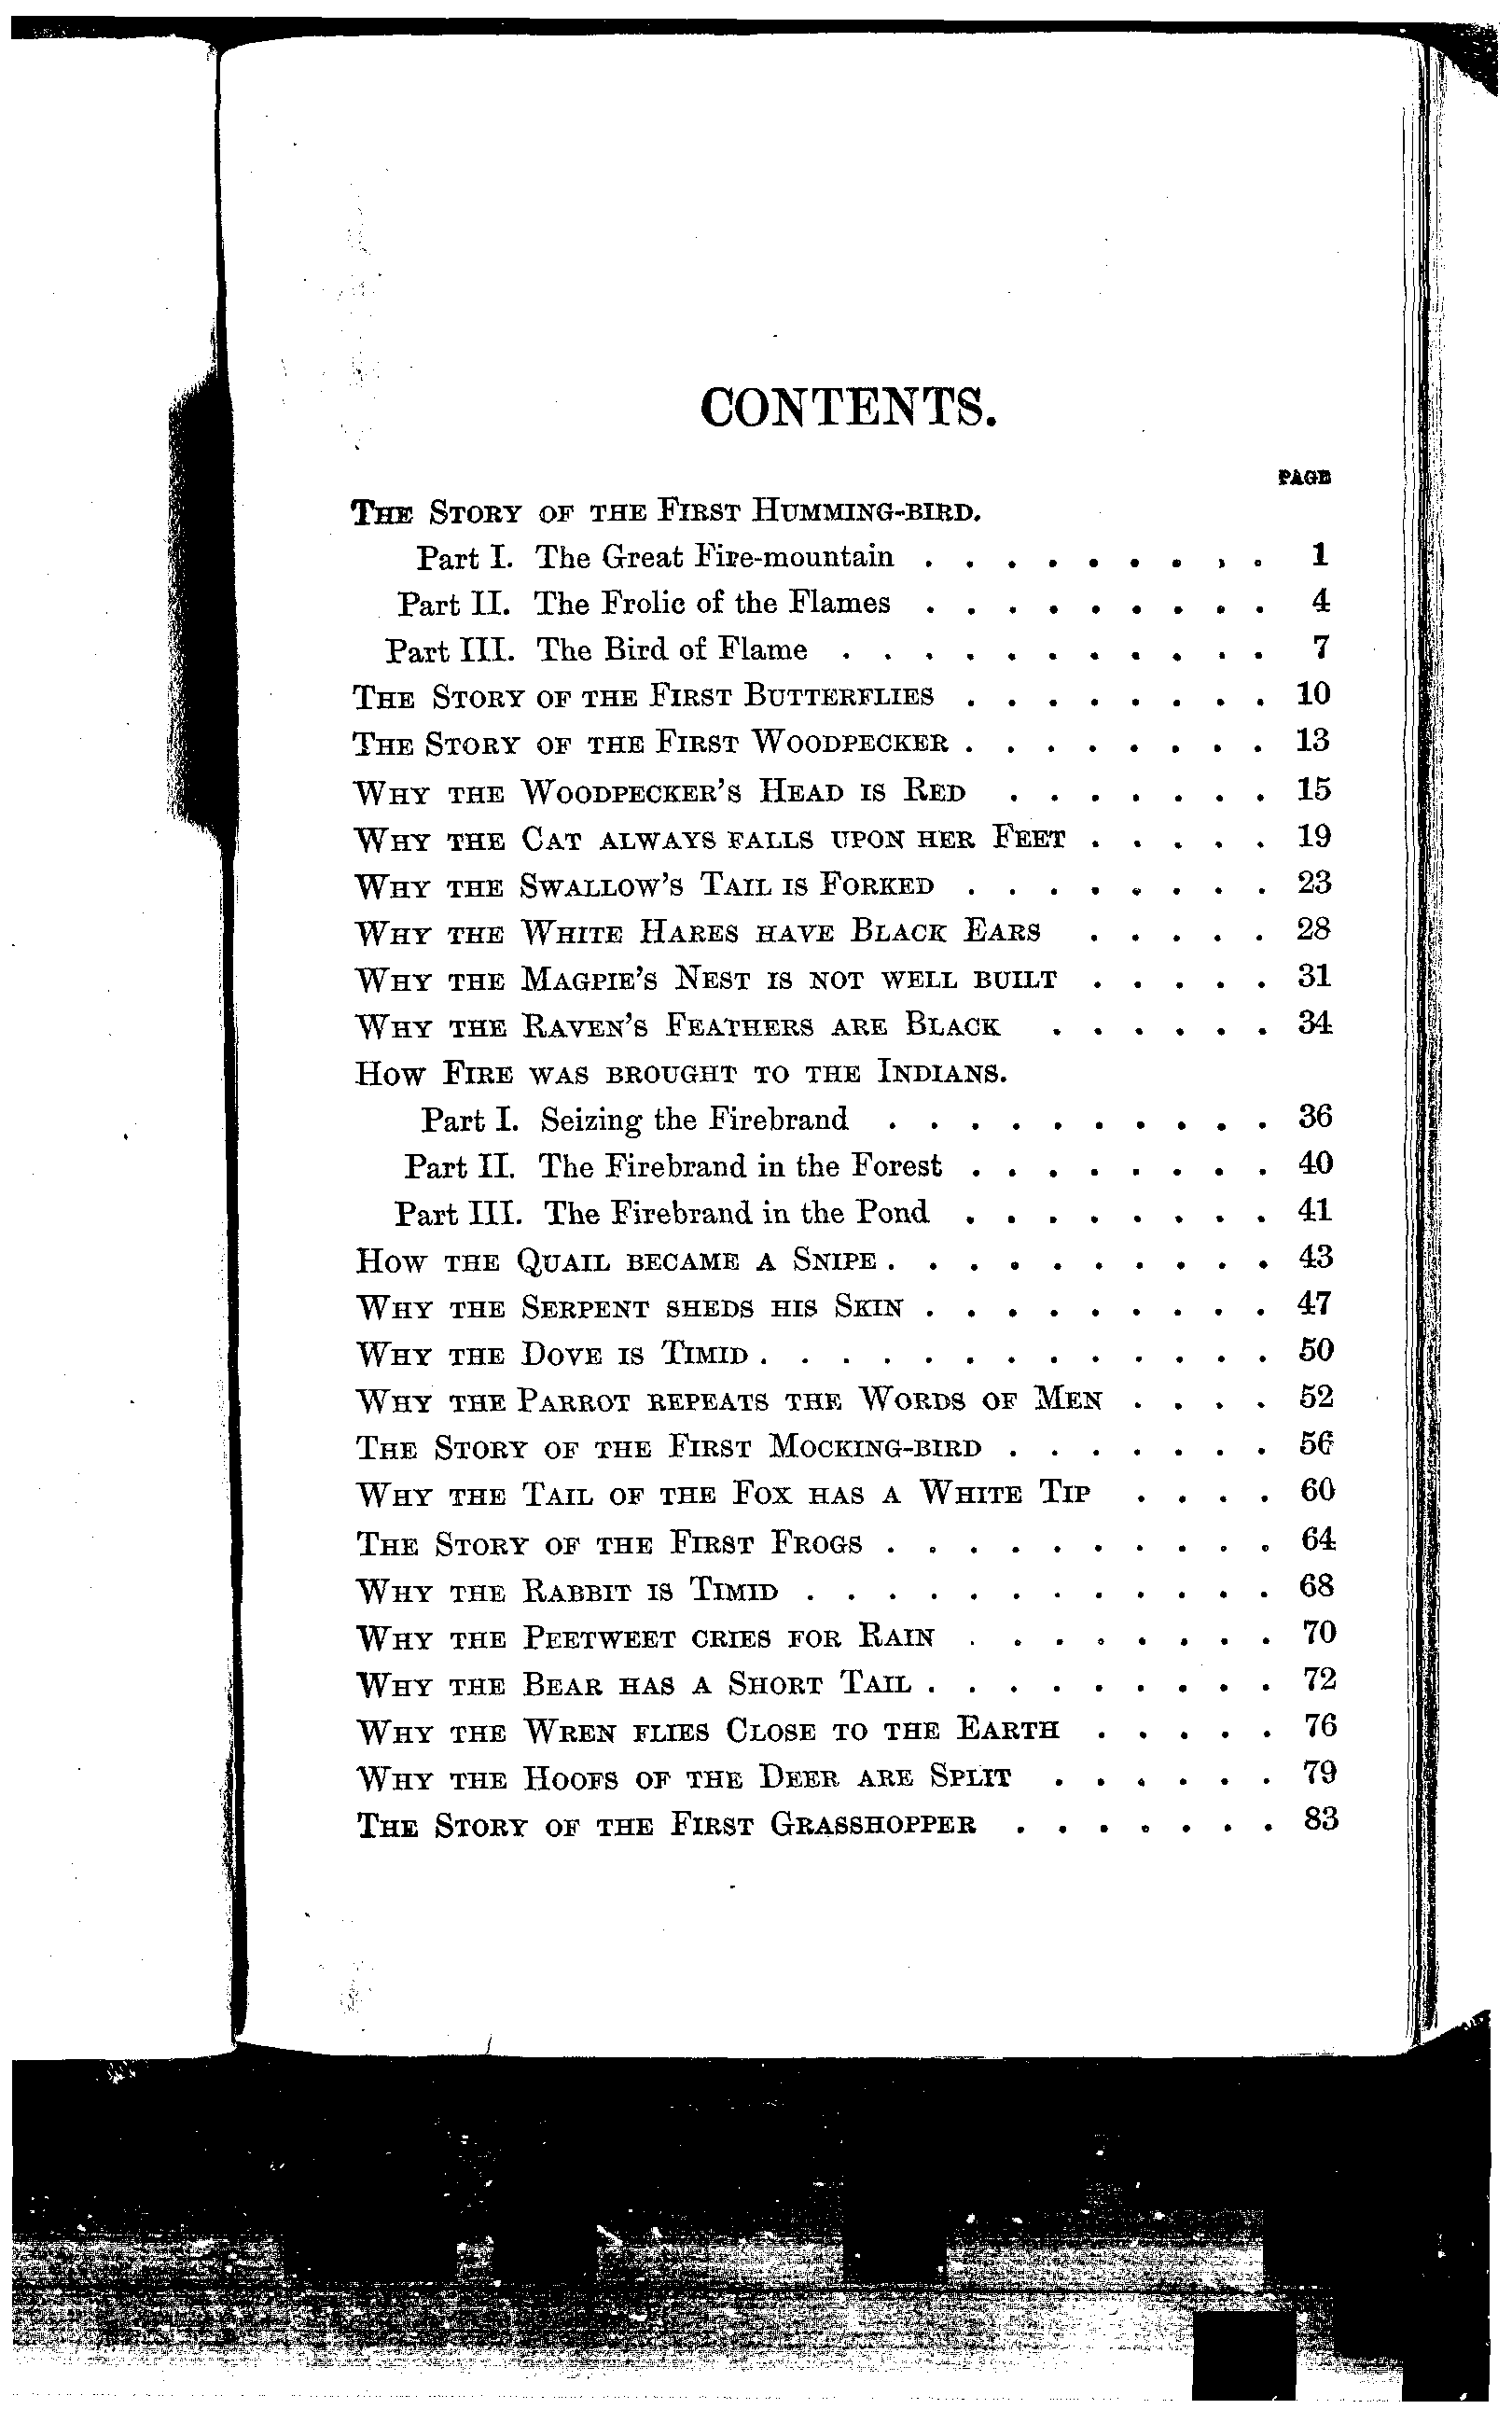 CONTENTS.
PAGE
THE STORY OF THE FIRST HUMMING-BIRD.
Part I. The Great Fire-mountain . . . . . . . . . 1
Part II. The Frolic of the Flames . . . . . . . . . 4
Part III. The Bird of Flame . . . . . . . . . . . 7
THE STORY OF THE FIRST BUTTERFLIES . . . . . . . . 10
THE STORY OF THE FIRST WOODPECKER . . . . . . . . 13
WHY THE WOODPECKER'S HEAD IS RED . . . . . . . 15
WHY THE CAT ALWAYS FALLS UPON HER FEET . . . . . 19
WHY THE SWALLOW'S TAIL IS FORKED . . . . . . . . 23
WHY THE WHITE HARES HAVE BLACK EARS . . . . . 28
WHY THE MAGPIE'S NEST IS NOT WELL BUILT . . . . . 31
WHY THE RAVEN'S FEATHERS ARE BLACK . . . . . . 34
HOW FIRE WAS BROUGHT TO THE INDIANS.
Part I. Seizing the Firebrand . . . . . . . . . . 36
Part II. The Firebrand in the Forest . . . . . . . . 40
Part III. The Firebrand in the Pond . . . . . . . . 41
HOW THE QUAIL BECAME A SNIPE . . . . . . . . . . 43
WHY THE SERPENT SHEDS HIS SKIN . . . . . . . . . 47
WHY THE DOVE IS TIMID . . . . . . . . . . . . . 50
WHY THE PARROT REPEATS THE WORDS OF MEN . . . . 52
THE STORY OF THE FIRST MOCKING-BIRD . . . . . . . 56
WHY THE TAIL OF THE FOX HAS A WHITE TIP . . . . 60
THE STORY OF THE FIRST FROGS . . . . . . . . . . 64
WHY THE RABBIT IS TIMID . . . . . . . . . . . . 68
WHY THE PEETWEET CRIES FOR RAIN . . . . . . . . 70
WHY THE BEAR HAS A SHORT TAIL . . . . . . . . . 72
WHY THE WREN FLIES CLOSE TO THE EARTH . . . . . 76
WHY THE HOOFS OF THE DEER ARE SPLIT . . . . . . 79
THE STORY OF THE FIRST GRASSHOPPER . . . . . . . 83